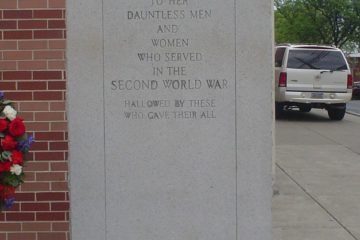 TO HER
DAUNTLESS MEN
AND
WOMEN
WHO SERVED
IN THE
SECOND WORLD WAR
HALLOWED BY THESE
WHO GAVE THEIR ALL